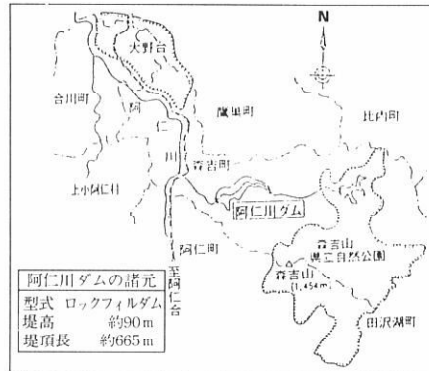 N
大野台
合川町
鷹巣町
比内町
阿仁川
森吉町
上小阿仁村
阿仁川ダム
阿仁町
森吉山
県立自然公園
森吉山
(1,454m)
至阿仁合
田沢湖町
阿仁川ダムの諸元
型式 ロックフィルダム
堤高 約90m
堤頂長 約665m